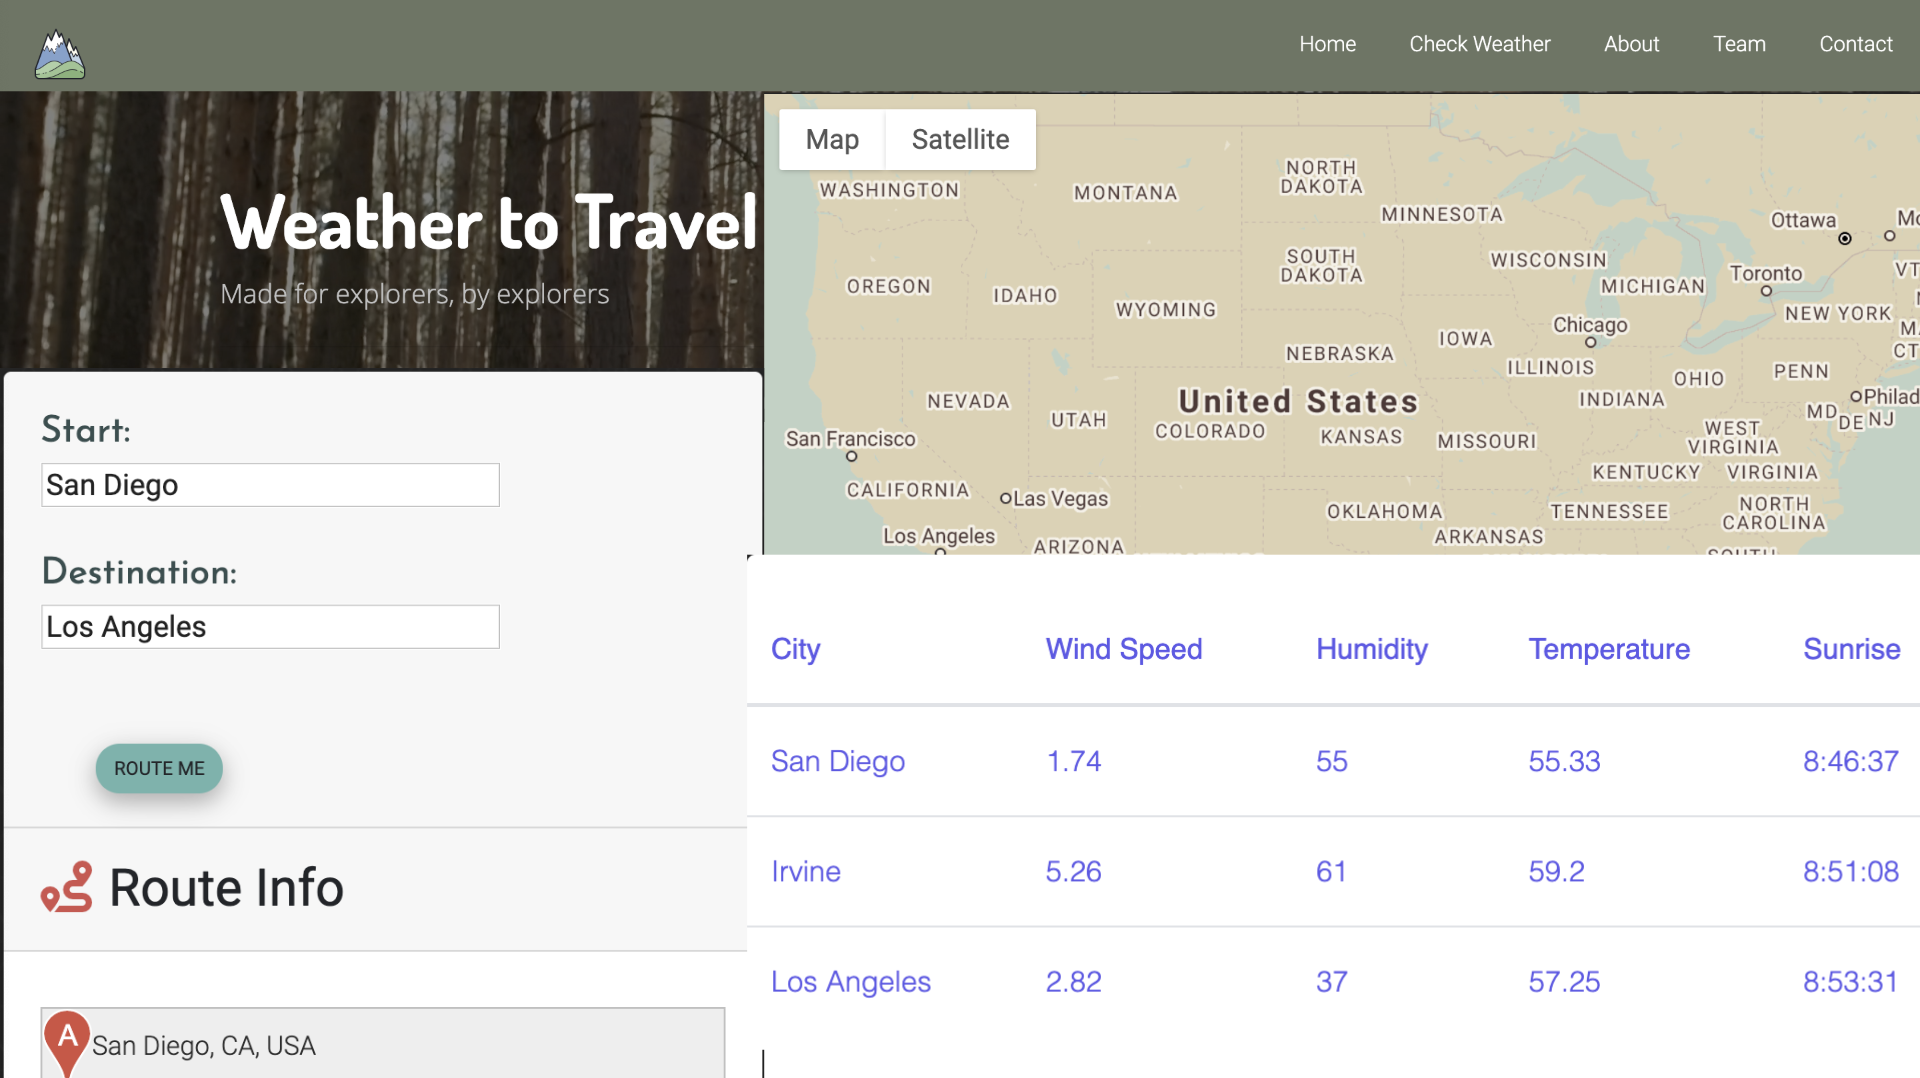 Home Check Weather About Team Contact
Weather to Travel
Made for explorers, by explorers
Start:
San Diego
Destination:
Los Angeles
ROUTE ME
Route Info
A San Diego, CA, USA
Map Satellite
WASHINGTON
MONTANA
NORTH
DAKOTA
MINNESOTA
Ottawa
OREGON
IDAHO
WYOMING
SOUTH
DAKOTA
WISCONSIN
MICHIGAN
Toronto
VT
NEW YORK
Chicago
IOWA
NEBRASKA
ILLINOIS
INDIANA
OHIO
PENN
CT
Philad
MD
DE
NJ
NEVADA
UTAH
United States
COLORADO
KANSAS
MISSOURI
WEST
VIRGINIA
KENTUCKY
VIRGINIA
San Francisco
CALIFORNIA
Las Vegas
Los Angeles
ARIZONA
OKLAHOMA
ARKANSAS
TENNESSEE
NORTH
CAROLINA
City Wind Speed Humidity Temperature Sunrise
San Diego 1.74 55 55.33 8:46:37
Irvine 5.26 61 59.2 8:51:08
Los Angeles 2.82 37 57.25 8:53:31